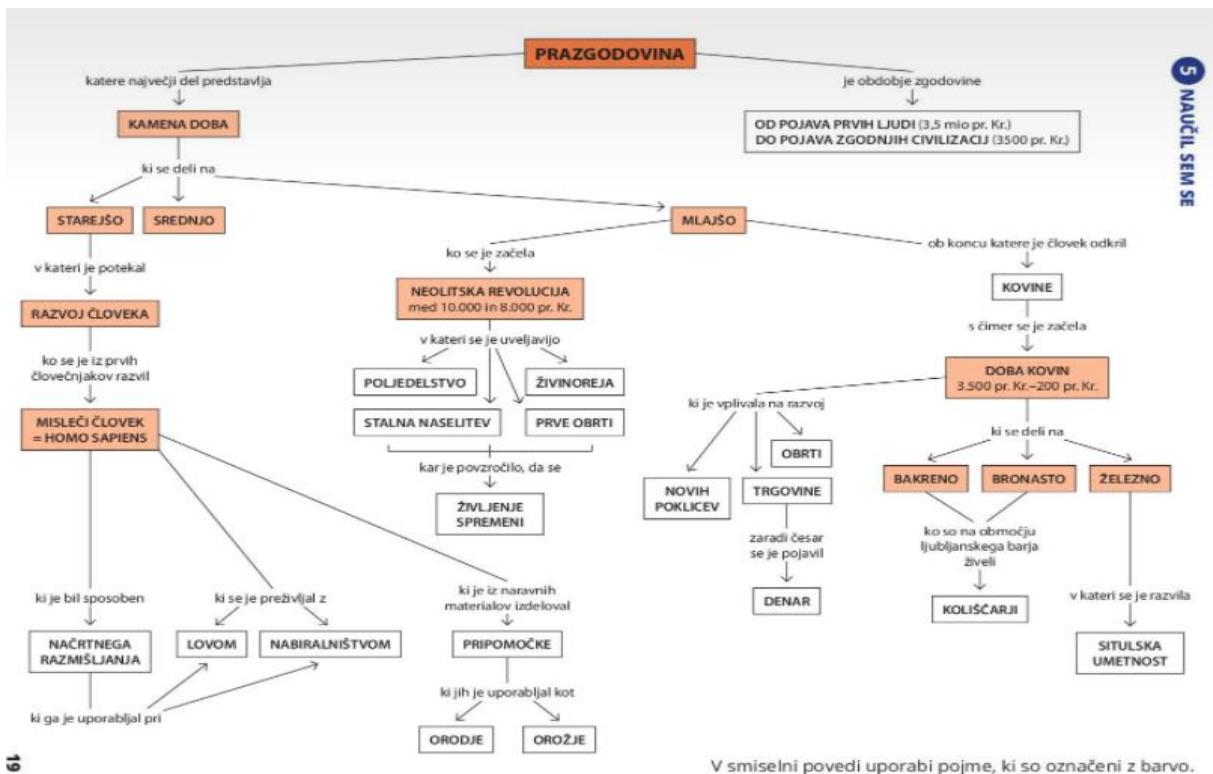 PRAZGODOVINA
katere največji del predstavlja
je obdobje zgodovine
KAMENA DOBA
OD POJAVA PRVIH LJUDI (3,5 mio pr. Kr.)
DO POJAVA ZGODNJIH CIVILIZACIJ (3500 pr. Kr.)
5 NAUČIL SEM SE
ki se deli na
STAREJŠO
SREDNJO
MLAJŠO
v kateri je potekal
RAZVOJ ČLOVEKA
ko se je iz prvih
človečnjakov razvil
MISLEČI ČLOVEK
= HOMO SAPIENS
ki je bil sposoben
NAČRTNEGA
RAZMIŠLJANJA
ki ga je uporabljal pri
ki se je preživljal z
LOVOM
NABIRALNIŠTVOM
ki je iz naravnih
materialov izdeloval
PRIPOMOČKE
ki jih je uporabljal kot
ORODJE
OROŽJE
ko se je začela
NEOLITSKA REVOLUCIJA
med 10.000 in 8.000 pr. Kr.
v kateri se je uveljavijo
POLJEDELSTVO
ŽIVINOREJA
STALNA NASELITEV
PRVE OBRTI
kar je povzročilo, da se
ŽIVLJENJE
SPREMENI
ob koncu katere je človek odkril
KOVINE
s čimer se je začela
DOBA KOVIN
3.500 pr. Kr.–200 pr. Kr.
ki je vplivala na razvoj
NOVIH
POKLICEV
TRGOVINE
OBRTI
zaradi česar
se je pojavil
DENAR
ki se deli na
BAKRENO
BRONASTO
ŽELEZNO
ko so na območju
ljubljanskega barja
živeli
KOLIŠČARJI
v kateri se je razvila
SITULSKA
UMETNOST
19
V smiselni povedi uporabi pojme, ki so označeni z barvo.